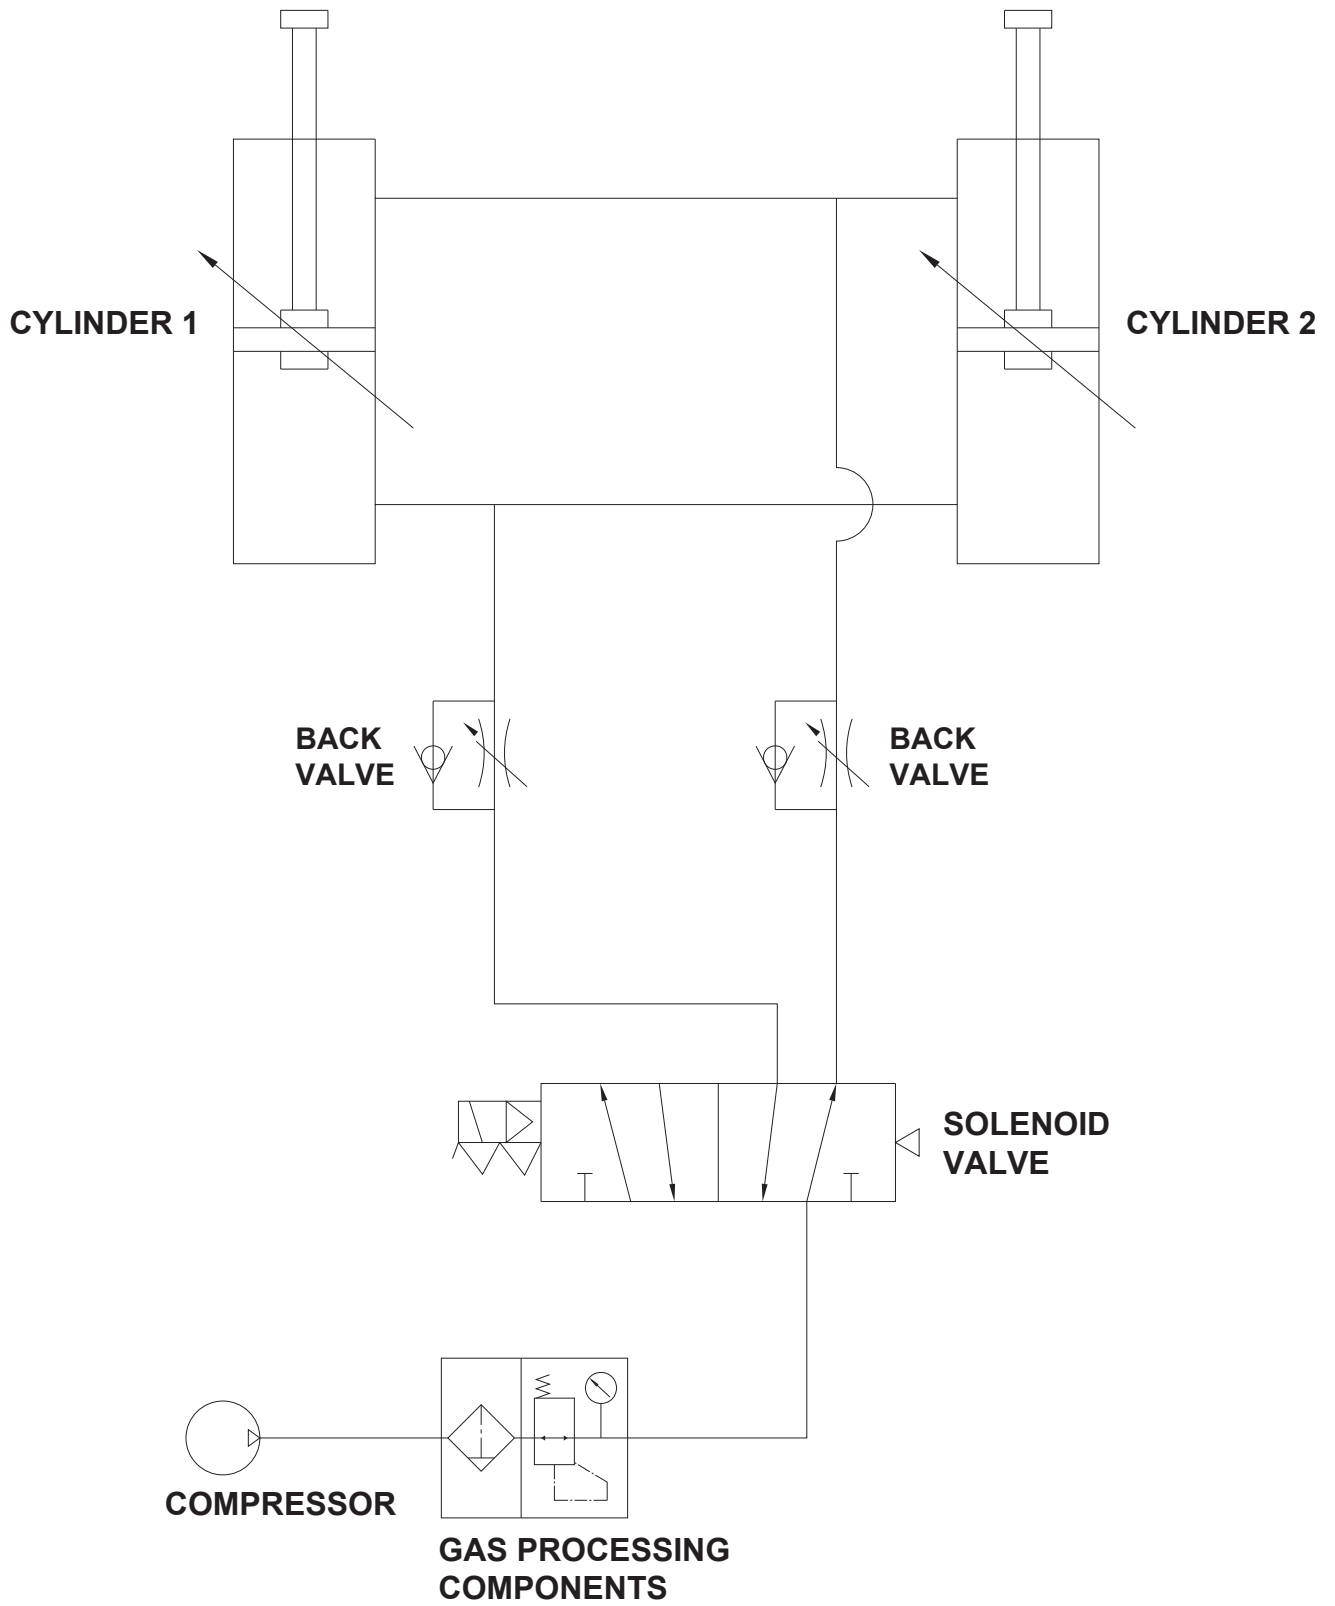 CYLINDER 1
CYLINDER 2
BACK
VALVE
BACK
VALVE
SOLENOID
VALVE
COMPRESSOR
GAS PROCESSING
COMPONENTS